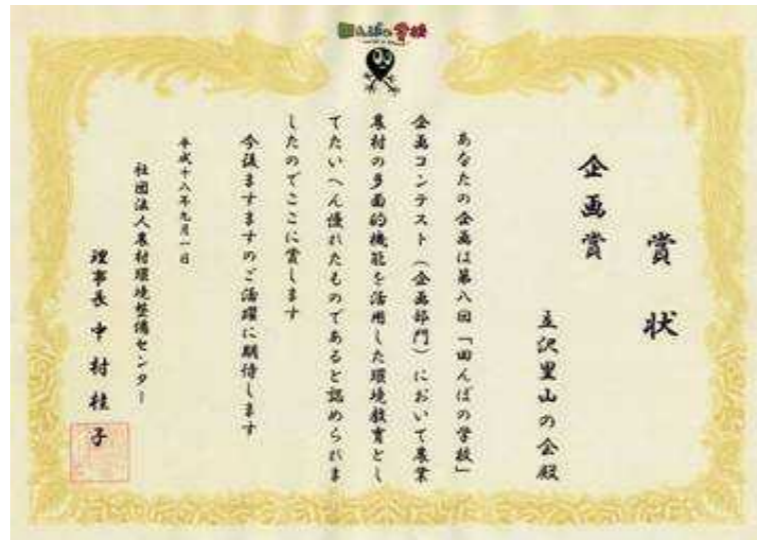 田んぼの学校
賞状
企画賞
立沢里山の会殿
あなたの企画は第八回「田んぼの学校」
企画コンテスト（企画部門）において農業
農村の多面的機能を活用した環境教育とし
てたいへん優れたものであると認められま
したのでここに賞します
今後ますますのご活躍に期待します
平成十八年九月一日
社団法人農村環境整備センター
理事長 中村桂子